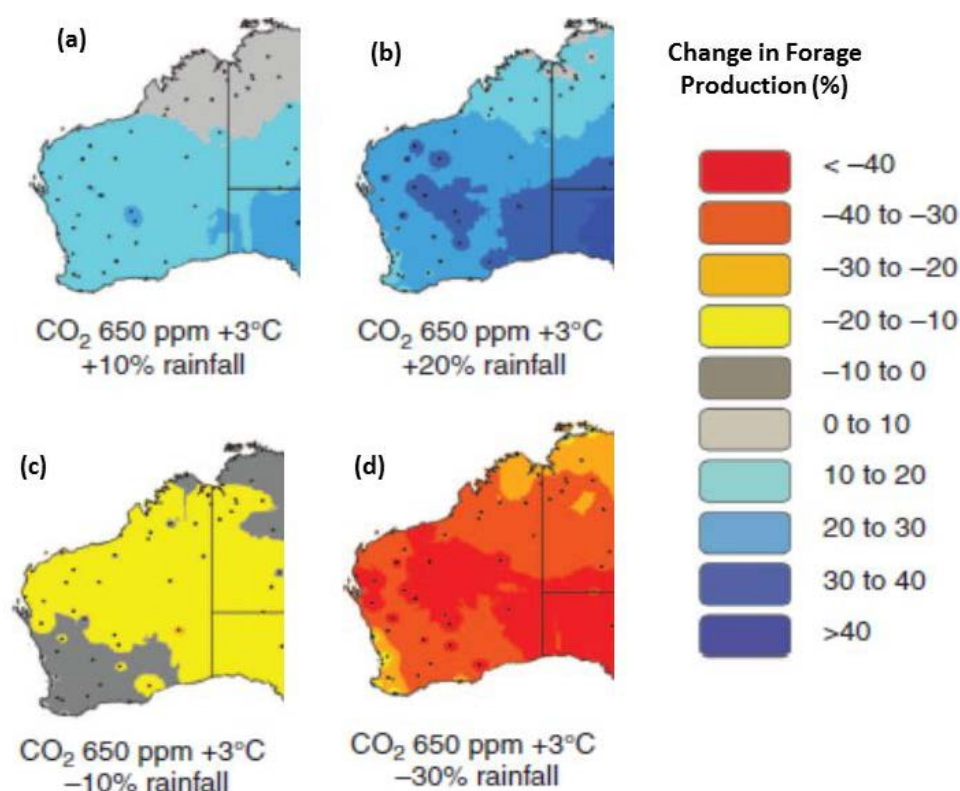 (a)
(b)
Change in Forage
Production (%)
CO₂ 650 ppm +3°C
+10% rainfall
CO₂ 650 ppm +3°C
+20% rainfall
< –40
–40 to –30
–30 to –20
–20 to –10
–10 to 0
0 to 10
10 to 20
20 to 30
30 to 40
>40
(c)
(d)
CO₂ 650 ppm +3°C
–10% rainfall
CO₂ 650 ppm +3°C
–30% rainfall